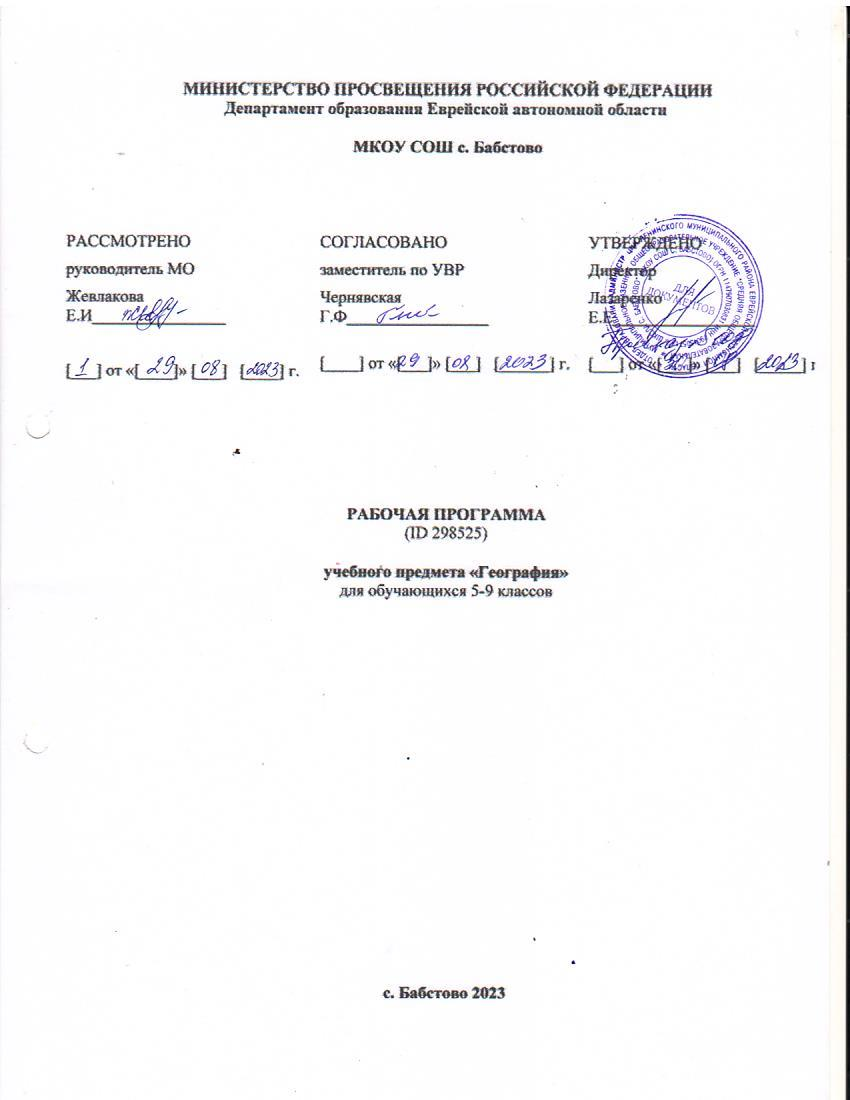 МИНИСТЕРСТВО ПРОСВЕЩЕНИЯ РОССИЙСКОЙ ФЕДЕРАЦИИ
Департамент образования Еврейской автономной области
МКОУ СОШ с. Бабстово
РАССМОТРЕНО
руководитель МО
Жевлакова
Е.И
[1] от «[29]» [08] [2023] г.
СОГЛАСОВАНО
заместитель по УВР
Чернявская
Г.Ф
[ ] от «[29]» [08] [2023] г.
УТВЕРЖДЕНО
Директор
Лазаренко
Е.Е.
[ ] от «[ ]» [ ] [2023] г
ДЛЯ
ДОКУМЕНТОВ
РАБОЧАЯ ПРОГРАММА
(ID 298525)
учебного предмета «География»
для обучающихся 5-9 классов
с. Бабстово 2023